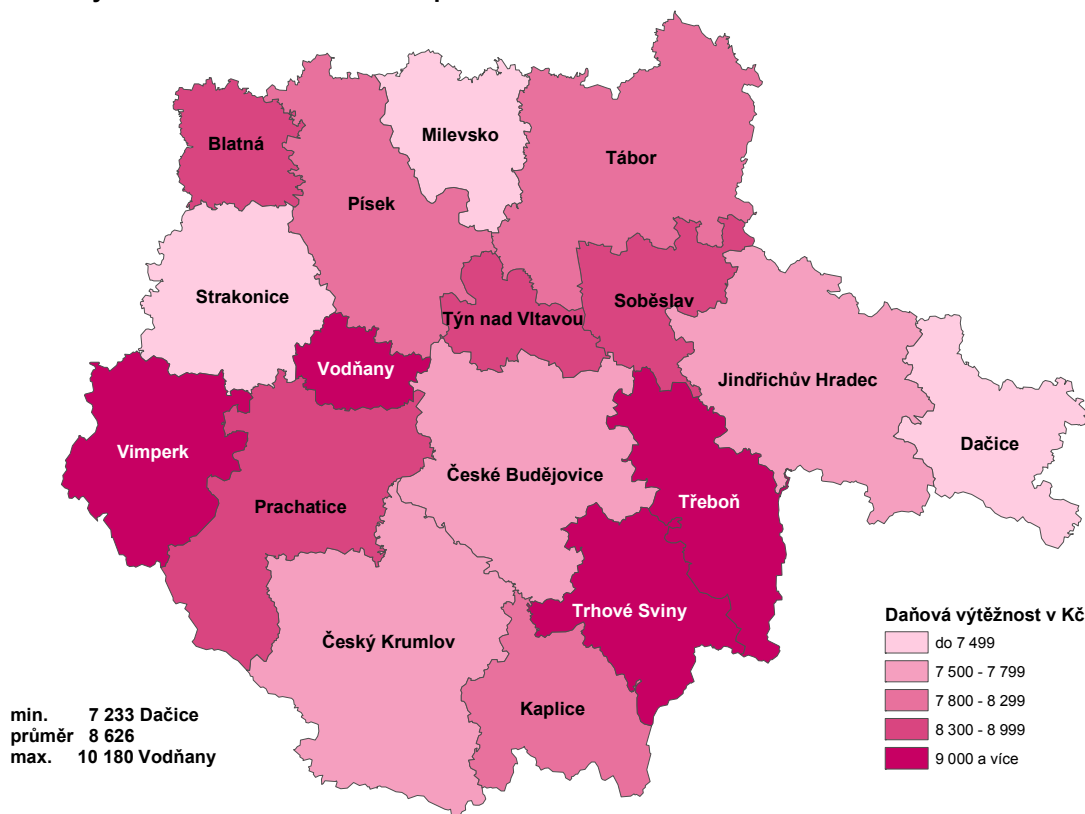 Milevsko
Blatná
Tábor
Písek
Strakonice
Soběslav
Týn nad Vltavou
Vodňany
Jindřichův Hradec
Dačice
Vimperk
České Budějovice
Třeboň
Prachatice
Trhové Sviny
Český Krumlov
Kaplice
Daňová výtěžnost v Kč
do 7 499
7 500 - 7 799
7 800 - 8 299
8 300 - 8 999
9 000 a více
min. 7 233 Dačice
průměr 8 626
max. 10 180 Vodňany